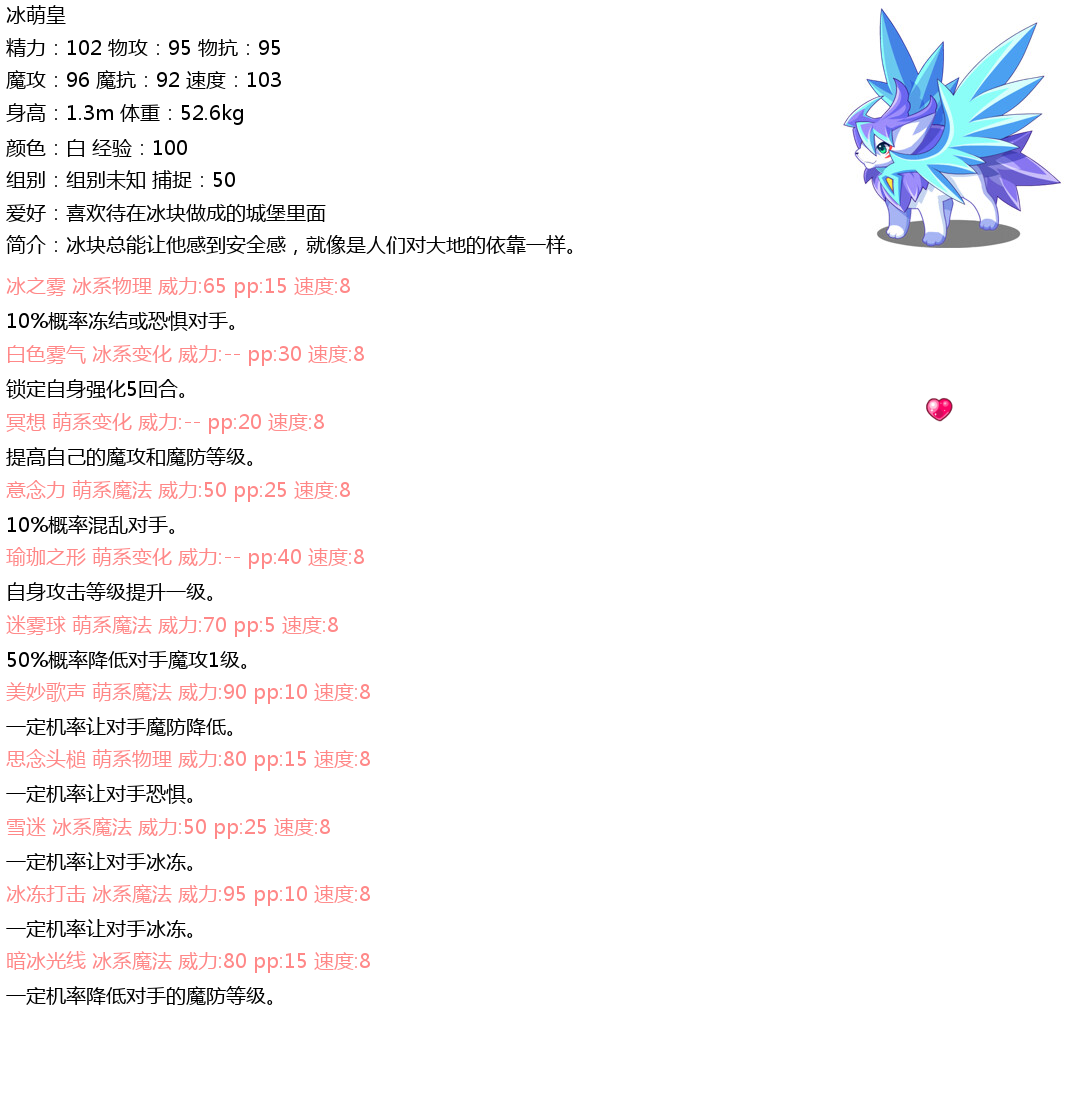 冰萌皇
精力：102 物攻：95 物抗：95
魔攻：96 魔抗：92 速度：103
身高：1.3m 体重：52.6kg
颜色：白 经验：100
组别：组别未知 捕捉：50
爱好：喜欢待在冰块做成的城堡里面
简介：冰块总能让他感到安全感，就像是人们对大地的依靠一样。
冰之雾 冰系物理 威力:65 pp:15 速度:8
10%概率冻结或恐惧对手。
白色雾气 冰系变化 威力:-- pp:30 速度:8
锁定自身强化5回合。
冥想 萌系变化 威力:-- pp:20 速度:8
提高自己的魔攻和魔防等级。
意念力 萌系魔法 威力:50 pp:25 速度:8
10%概率混乱对手。
瑜珈之形 萌系变化 威力:-- pp:40 速度:8
自身攻击等级提升一级。
迷雾球 萌系魔法 威力:70 pp:5 速度:8
50%概率降低对手魔攻1级。
美妙歌声 萌系魔法 威力:90 pp:10 速度:8
一定机率让对手魔防降低。
思念头槌 萌系物理 威力:80 pp:15 速度:8
一定机率让对手恐惧。
雪迷 冰系魔法 威力:50 pp:25 速度:8
一定机率让对手冰冻。
冰冻打击 冰系魔法 威力:95 pp:10 速度:8
一定机率让对手冰冻。
暗冰光线 冰系魔法 威力:80 pp:15 速度:8
一定机率降低对手的魔防等级。